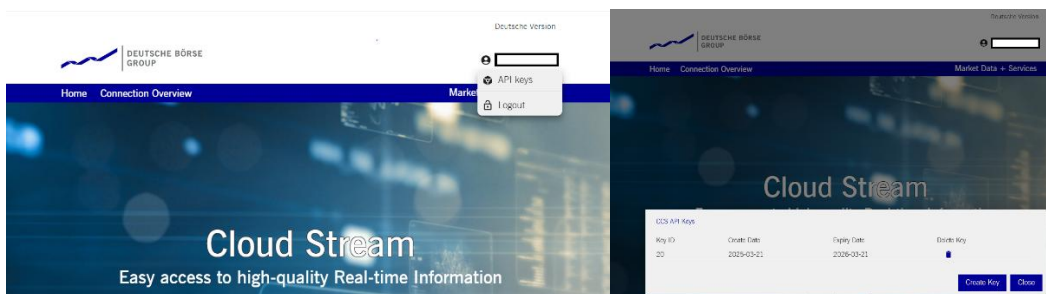 Deutsche Version
DEUTSCHE BÖRSE
GROUP
API keys
Home Connection Overview Market
Logout
Cloud Stream
Easy access to high-quality Real-time Information
Deutsche Version
DEUTSCHE BÖRSE
GROUP
Home Connection Overview Market Data + Services
Cloud Stream
CCS API Keys
Key ID Create Date Expiry Date Delete Key
20 2025-03-21 2026-03-21
Create Key Close